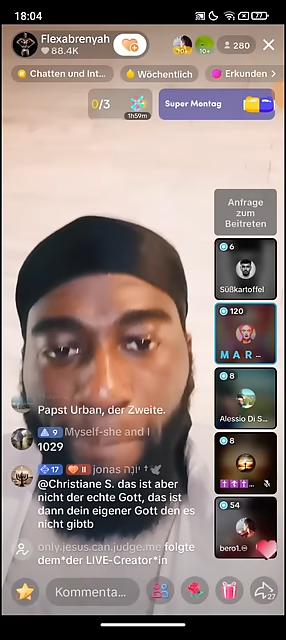 18:04
77
Flexabrenyah
88.4K
10+
280
Chatten und Int...
Wöchentlich
Erkunden
0/3
1h59m
Super Montag
Anfrage
zum
Beitreten
6
Süßkartoffel
120
M A R ...
8
Alessio Di S...
8
54
bero1.
Papst Urban, der Zweite.
9 Myself-she and I
1029
17 II jonas יונה
@Christiane S. das ist aber
nicht der echte Gott, das ist
dann dein eigener Gott den es
nicht gibtb
only.jesus.can.judge.me folgte
dem*der LIVE-Creator*in
Kommenta...
27